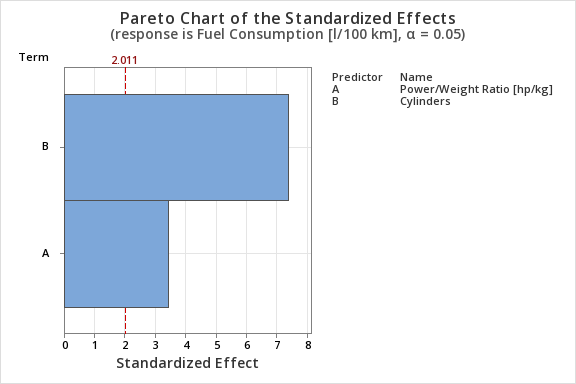 Pareto Chart of the Standardized Effects
(response is Fuel Consumption [l/100 km], α = 0.05)
Term
2.011
Predictor Name
A Power/Weight Ratio [hp/kg]
B Cylinders
B
A
0 1 2 3 4 5 6 7 8
Standardized Effect